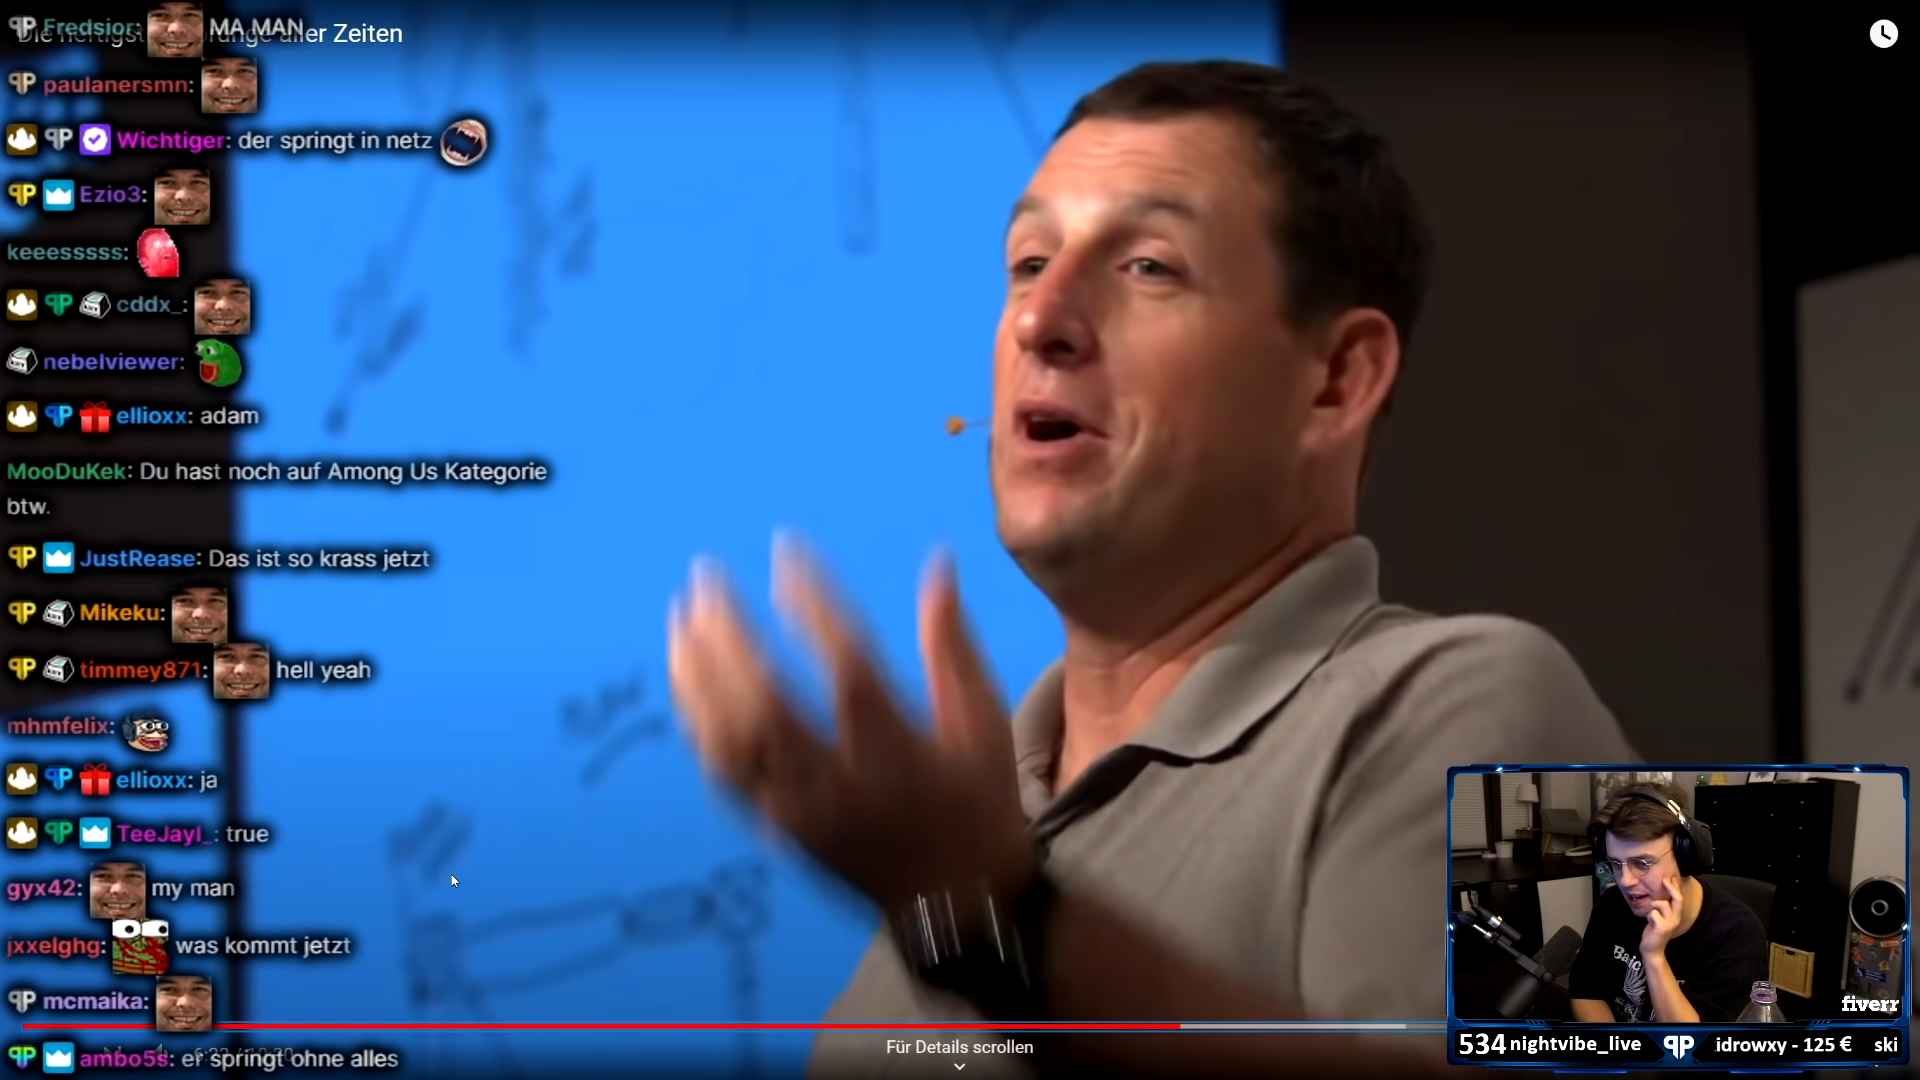 Fredsior: MA MAN
aller Zeiten
paulanersmn:
Wichtiger: der springt in netz
Ezio3:
keeesssss:
cddx_:
nebelviewer:
ellioxx: adam
MooDuKek: Du hast noch auf Among Us Kategorie
btw.
JustRease: Das ist so krass jetzt
Mikeku:
timmey871: hell yeah
mhmfelix:
ellioxx: ja
TeeJayl_: true
gyx42: my man
jxxelghg: was kommt jetzt
mcmaika:
ambo5s: er springt ohne alles
Für Details scrollen
fiverr
534 nightvibe_live
idrowxy - 125 €
ski